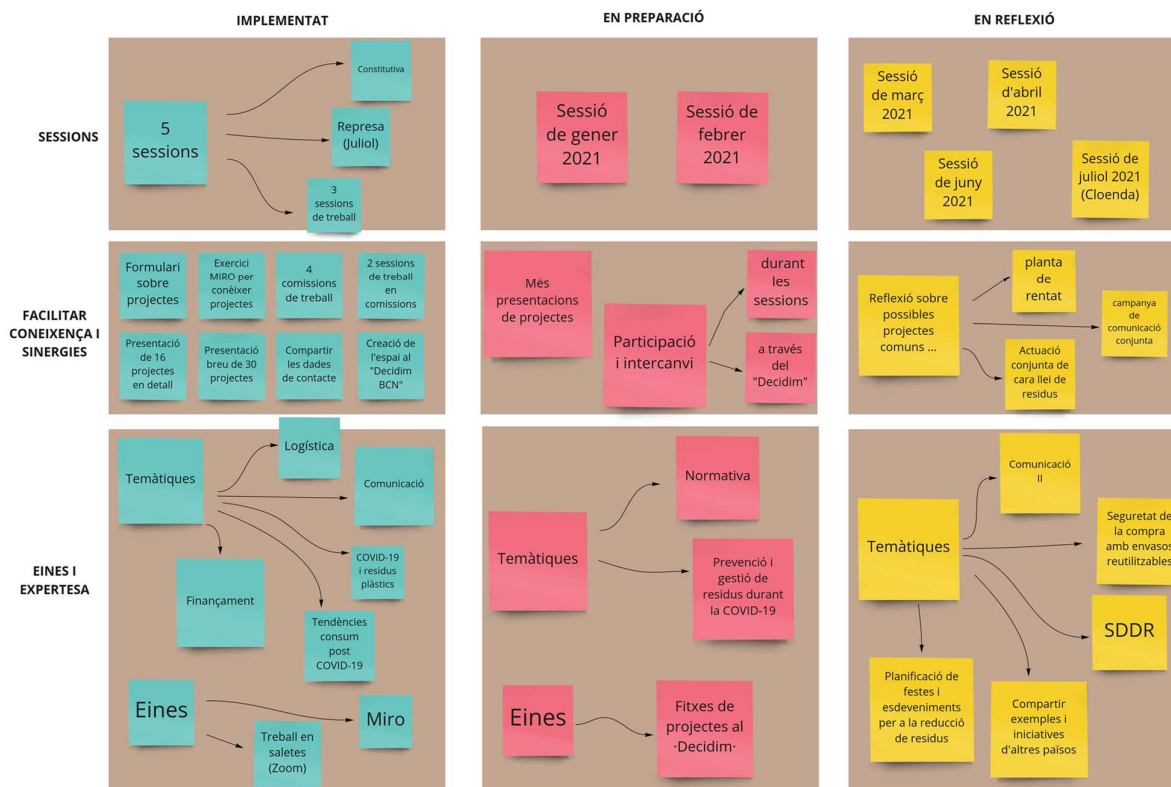 IMPLEMENTAT
EN PREPARACIÓ
EN REFLEXIÓ
SESSIONS
5
sessions
Constitutiva
Represa
(Juliol)
3
sessions
de treball
Sessió
de gener
2021
Sessió de
febrer
2021
Sessió
de març
2021
Sessió
d'abril
2021
Sessió
de juny
2021
Sessió de
juliol 2021
(Cloenda)
FACILITAR
CONEIXENÇA I
SINERGIES
Formulari
sobre
projectes
Exercici
MIRO per
conèixer
projectes
4
comissions
de treball
2 sessions
de treball
en
comissions
Presentació
de 16
projectes
en detall
Presentació
breu de 30
projectes
Compartir
les dades
de contacte
Creació de
l'espai al
"Decidim
BCN"
Més
presentacions
de projectes
Participació
i intercanvi
durant
les
sessions
a través
del
"Decidim"
Reflexió sobre
possibles
projectes
comuns ...
planta
de
rentat
campanya
de
comunicació
conjunta
Actuació
conjunta de
cara llei de
residus
EINES I
EXPERTESA
Temàtiques
Logística
Comunicació
COVID-19
i residus
plàstics
Finançament
Tendències
consum
post
COVID-19
Eines
Miro
Treball en
saletes
(Zoom)
Temàtiques
Normativa
Prevenció i
gestió de
residus durant
la COVID-19
Eines
Fitxes de
projectes al
·Decidim·
Temàtiques
Comunicació
II
Seguretat de
la compra
amb envasos
reutilitzables
SDDR
Planificació de
festes i
esdeveniments
per a la reducció
de residus
Compartir
exemples i
iniciatives
d'altres països